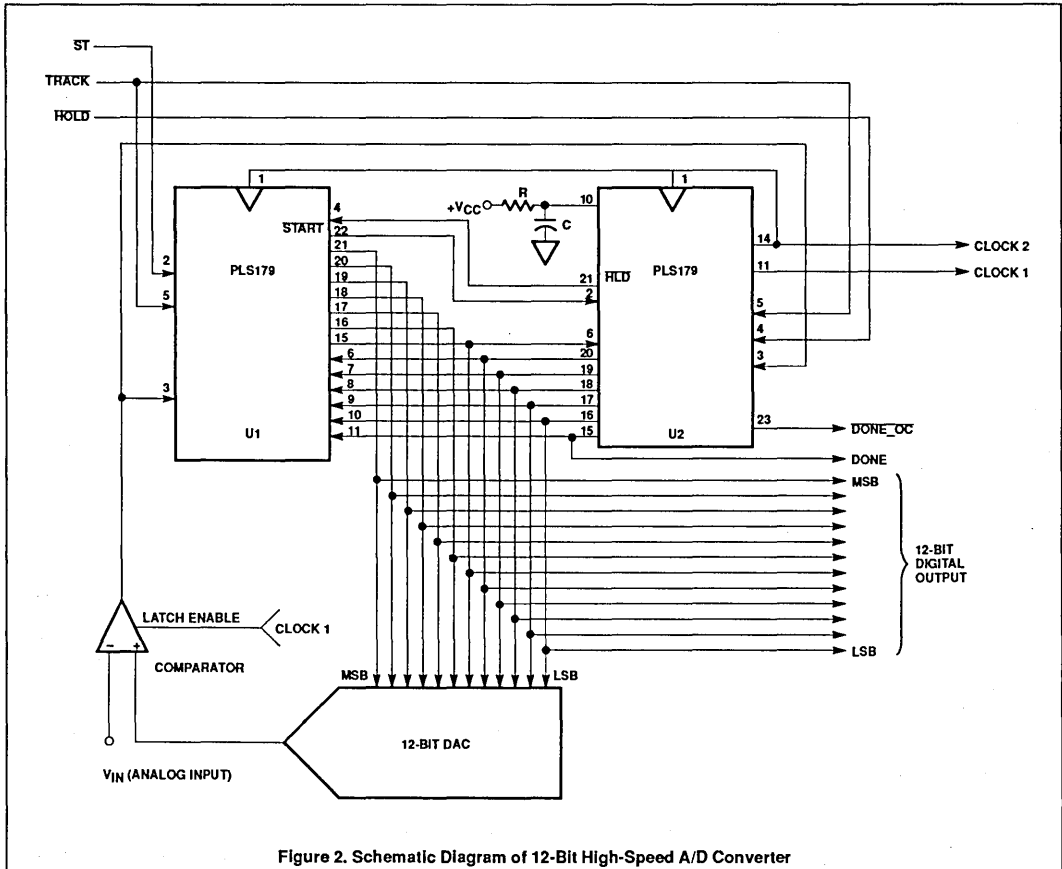 ST
TRACK
HOLD
1
1
4
START
22
21
20
19
18
17
16
15
6
7
8
9
10
11
2
5
3
PLS179
U1
+VCC
R
C
10
21
HLD
2
6
20
19
18
17
16
15
PLS179
U2
14
11
5
4
3
23
CLOCK 2
CLOCK 1
DONE_OC
DONE
MSB
12-BIT
DIGITAL
OUTPUT
LSB
LATCH ENABLE
CLOCK 1
- +
COMPARATOR
MSB
LSB
12-BIT DAC
VIN (ANALOG INPUT)
Figure 2. Schematic Diagram of 12-Bit High-Speed A/D Converter